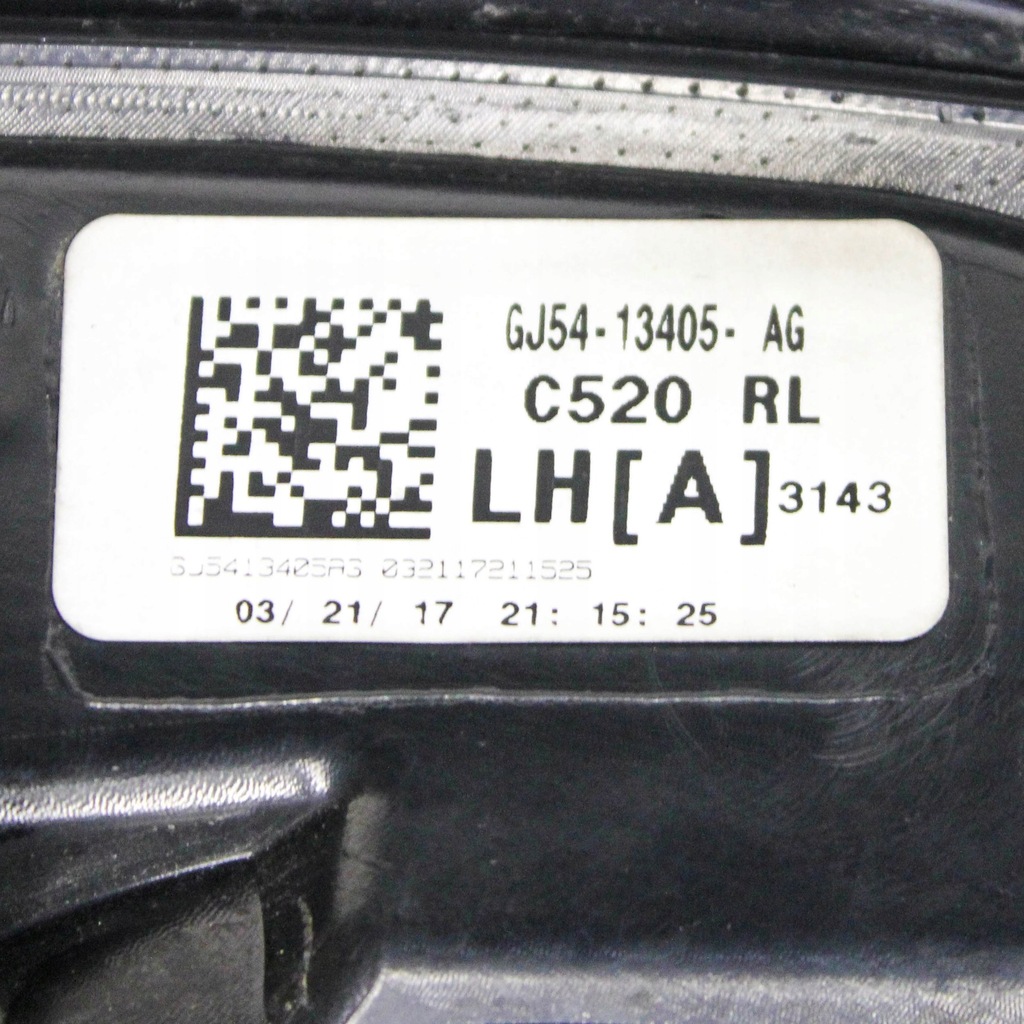 GJ54-13405- AG
C520 RL
LH[A]3143
GJ5413405AG 032117211525
03/ 21/ 17 21: 15: 25